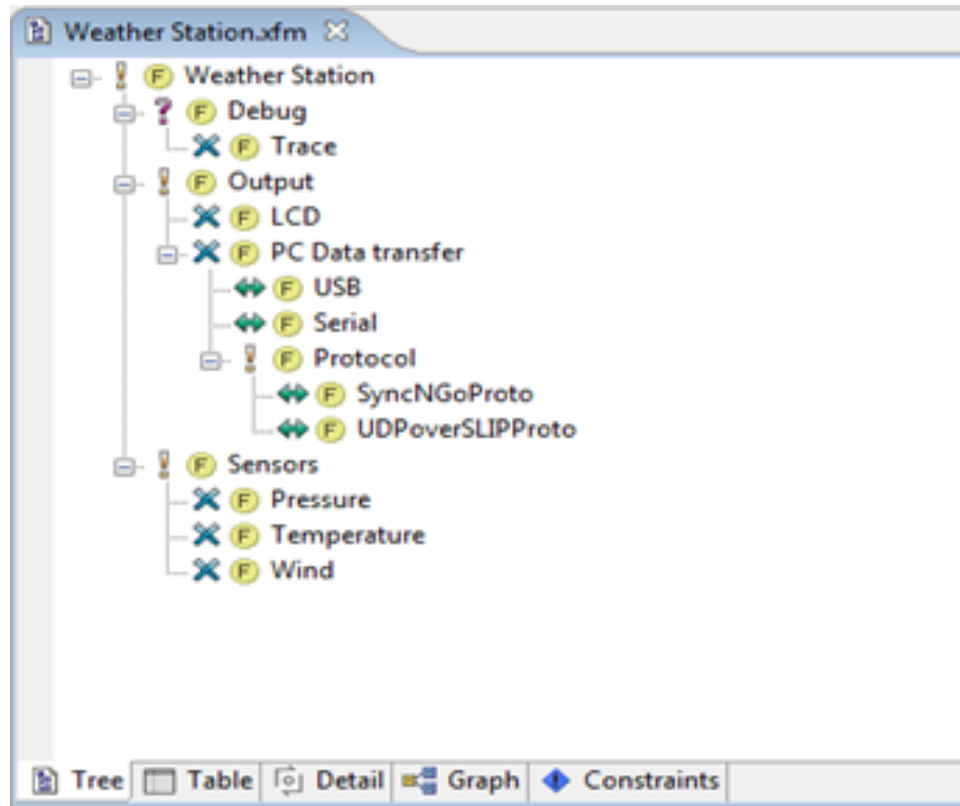 Weather Station.xfm
F Weather Station
F Debug
F Trace
F Output
F LCD
F PC Data transfer
F USB
F Serial
F Protocol
F SyncNGoProto
F UDPoverSLIPProto
F Sensors
F Pressure
F Temperature
F Wind
Tree Table Detail Graph Constraints